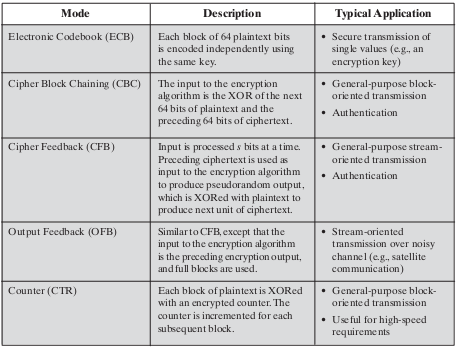 Mode
Description
Typical Application
Electronic Codebook (ECB)
Each block of 64 plaintext bits
is encoded independently using
the same key.
• Secure transmission of
single values (e.g., an
encryption key)
Cipher Block Chaining (CBC)
The input to the encryption
algorithm is the XOR of the next
64 bits of plaintext and the
preceding 64 bits of ciphertext.
• General-purpose block-
oriented transmission
• Authentication
Cipher Feedback (CFB)
Input is processed s bits at a time.
Preceding ciphertext is used as
input to the encryption algorithm
to produce pseudorandom output,
which is XORed with plaintext to
produce next unit of ciphertext.
• General-purpose stream-
oriented transmission
• Authentication
Output Feedback (OFB)
Similar to CFB, except that the
input to the encryption algorithm
is the preceding encryption output,
and full blocks are used.
• Stream-oriented
transmission over noisy
channel (e.g., satellite
communication)
Counter (CTR)
Each block of plaintext is XORed
with an encrypted counter. The
counter is incremented for each
subsequent block.
• General-purpose block-
oriented transmission
• Useful for high-speed
requirements